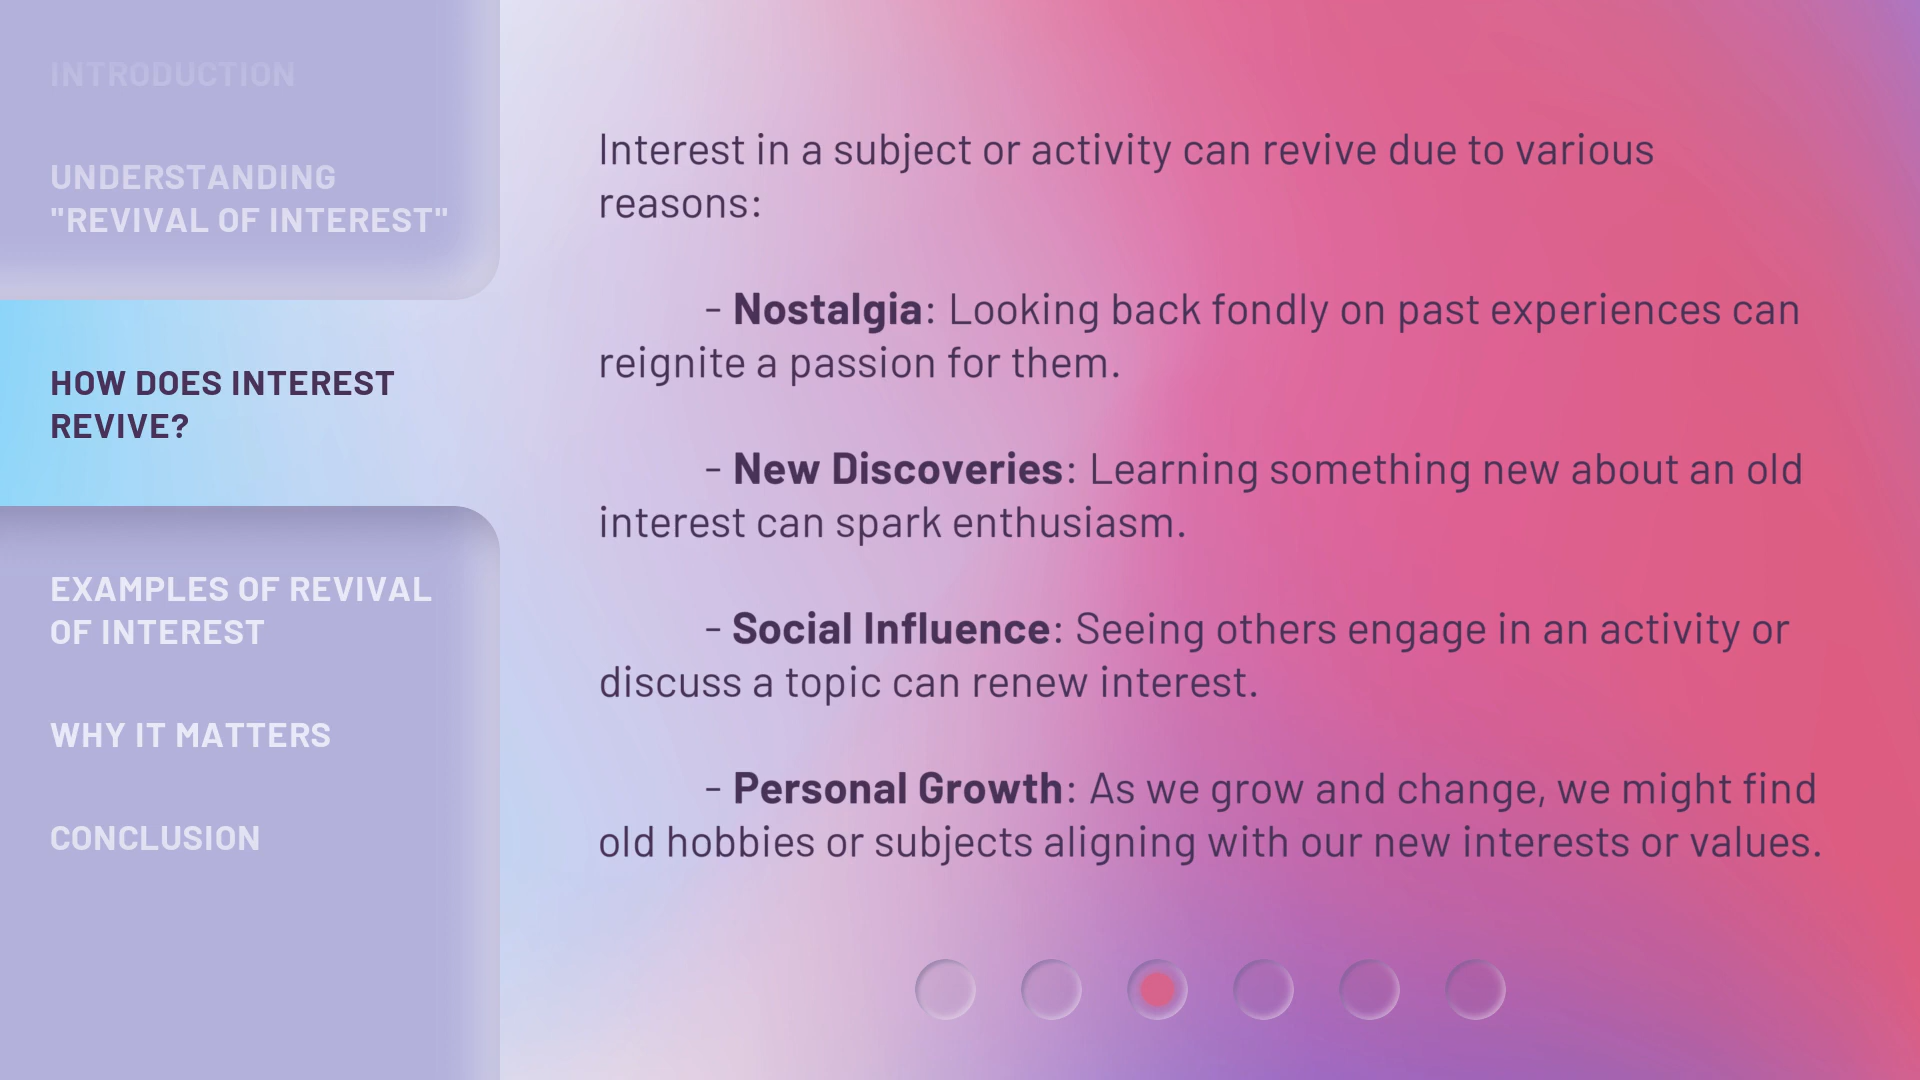 INTRODUCTION
UNDERSTANDING
"REVIVAL OF INTEREST"
HOW DOES INTEREST
REVIVE?
EXAMPLES OF REVIVAL
OF INTEREST
WHY IT MATTERS
CONCLUSION
Interest in a subject or activity can revive due to various
reasons:
- Nostalgia: Looking back fondly on past experiences can
reignite a passion for them.
- New Discoveries: Learning something new about an old
interest can spark enthusiasm.
- Social Influence: Seeing others engage in an activity or
discuss a topic can renew interest.
- Personal Growth: As we grow and change, we might find
old hobbies or subjects aligning with our new interests or values.